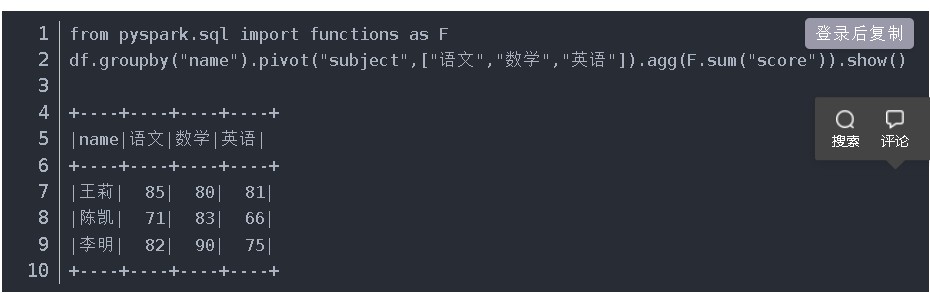 1 from pyspark.sql import functions as F
登录后复制
2 df.groupby("name").pivot("subject",["语文","数学","英语"]).agg(F.sum("score")).show()
3
4 +----+----+----+----+
5 |name|语文|数学|英语|
6 +----+----+----+----+
7 |王莉|  85|  80|  81|
8 |陈凯|  71|  83|  66|
9 |李明|  82|  90|  75|
10 +----+----+----+----+
搜索 评论